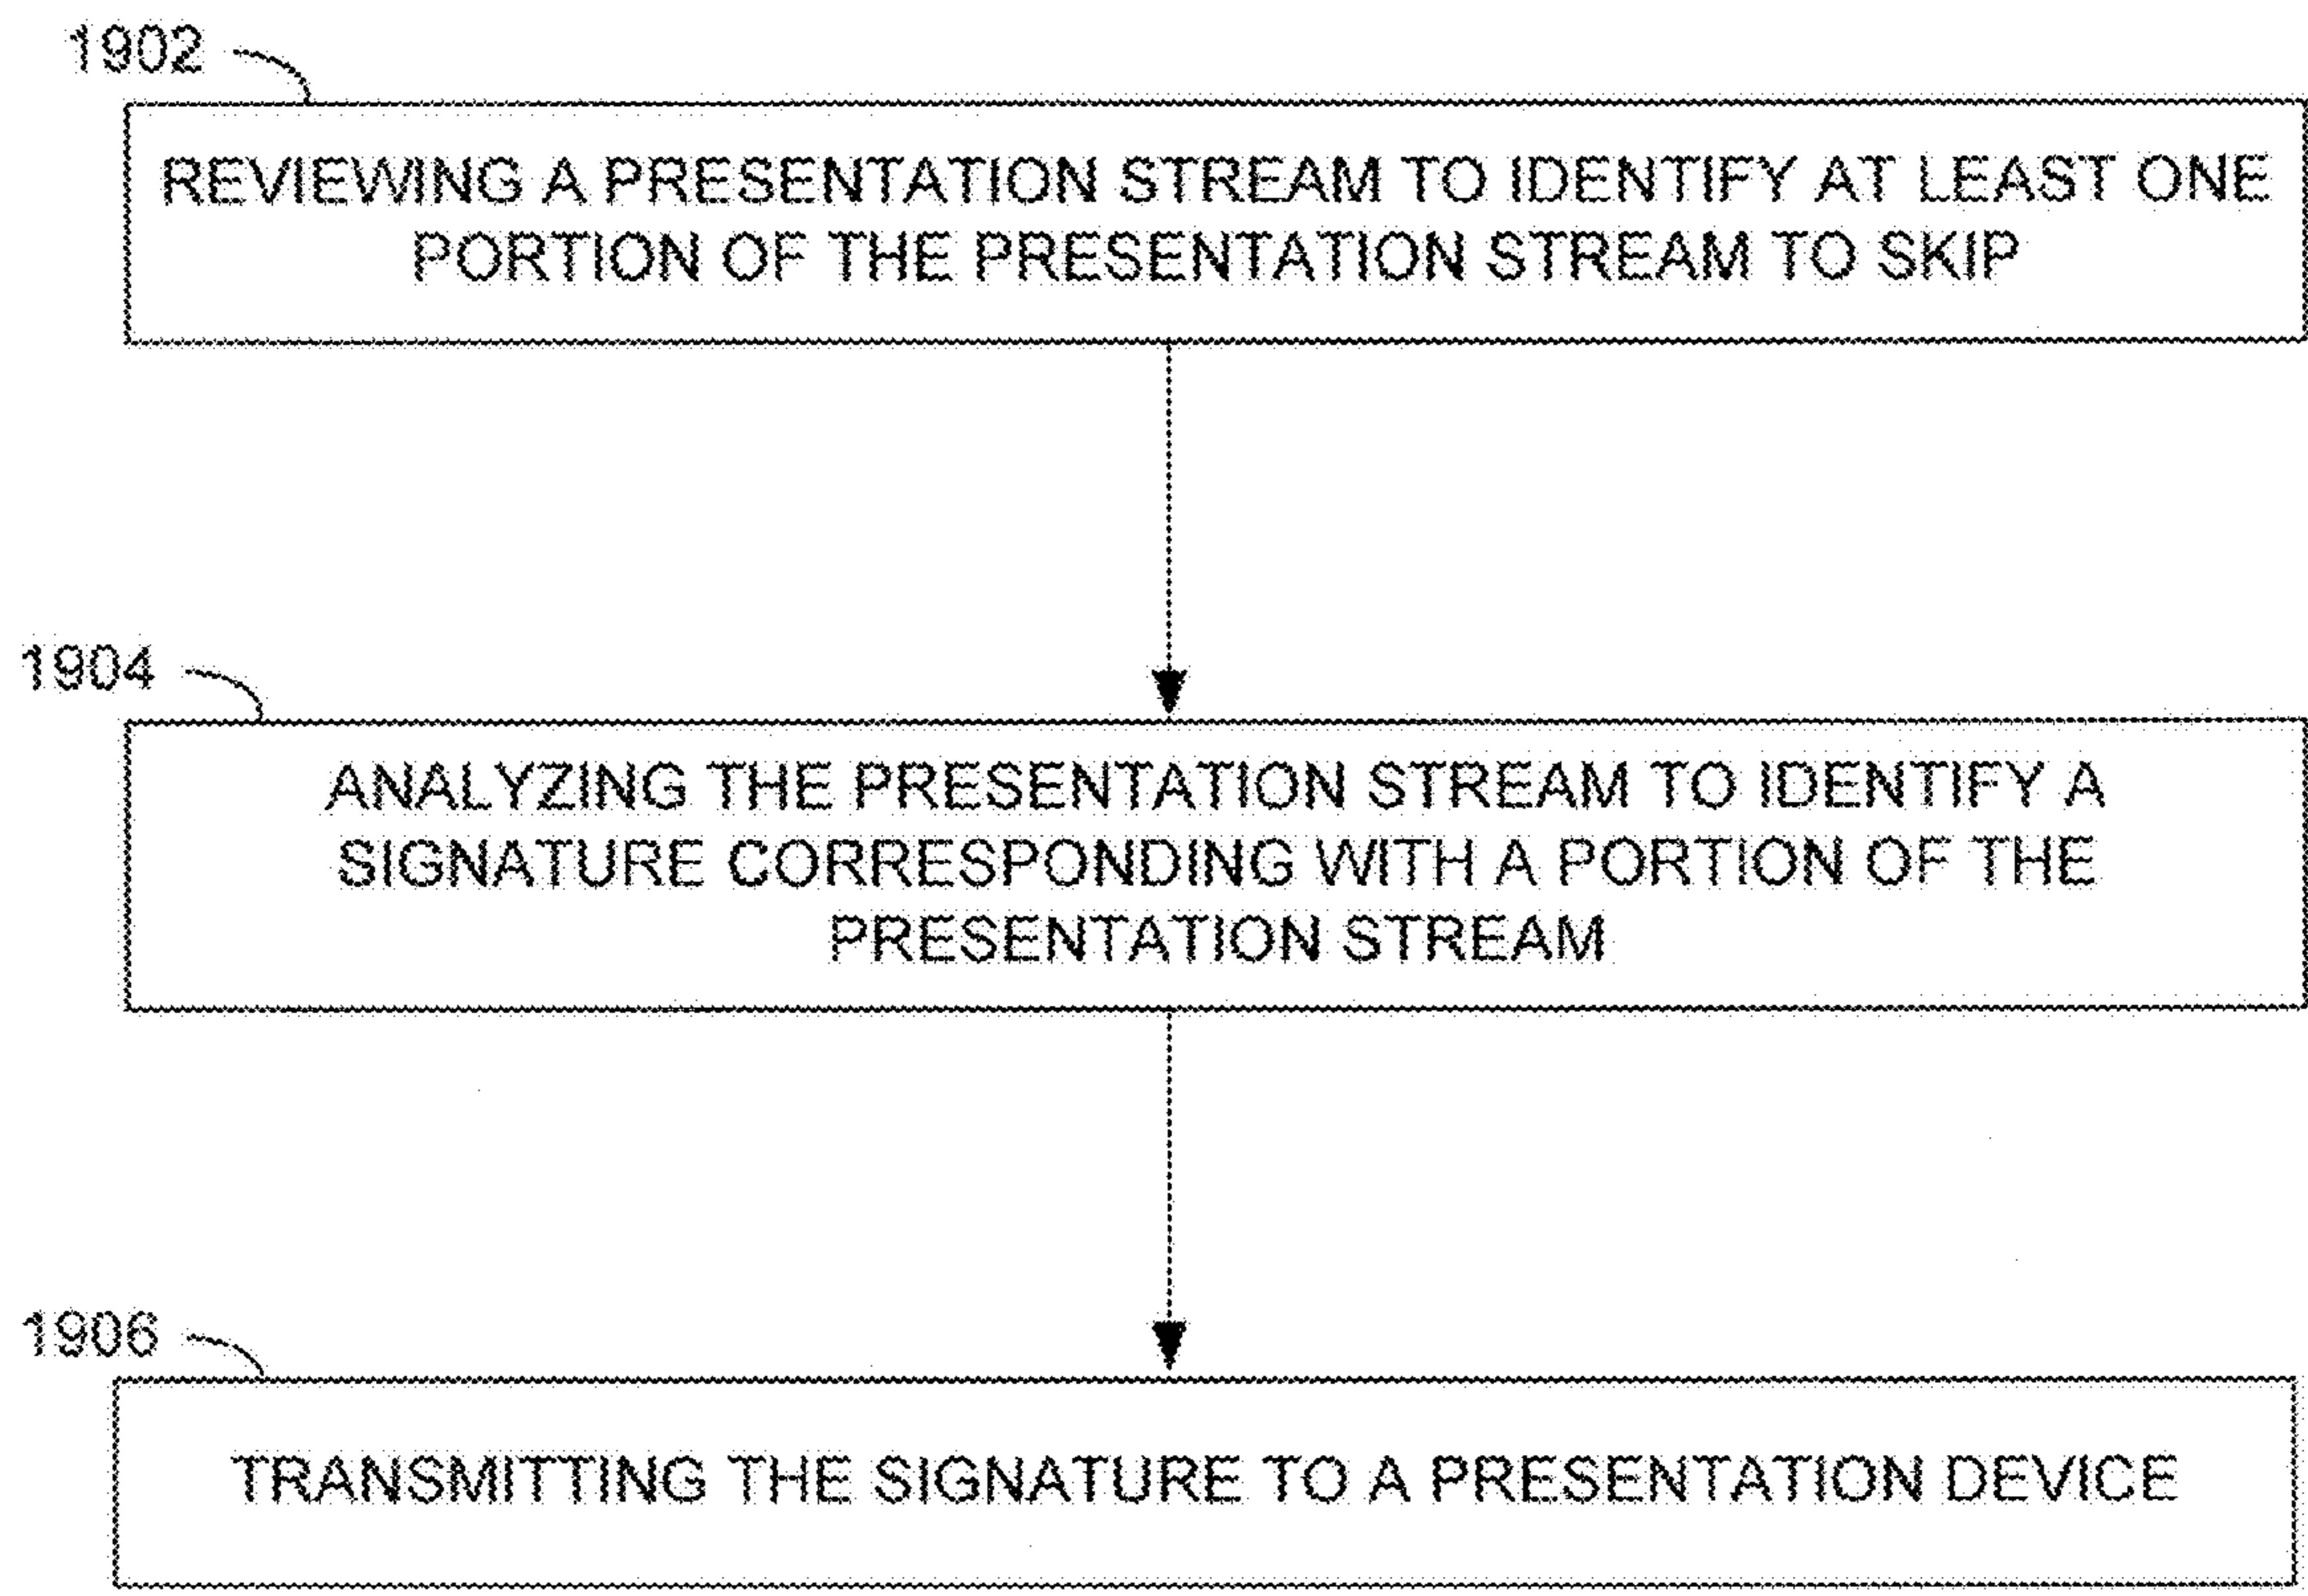 1902
REVIEWING A PRESENTATION STREAM TO IDENTIFY AT LEAST ONE
PORTION OF THE PRESENTATION STREAM TO SKIP
1904
ANALYZING THE PRESENTATION STREAM TO IDENTIFY A
SIGNATURE CORRESPONDING WITH A PORTION OF THE
PRESENTATION STREAM
1906
TRANSMITTING THE SIGNATURE TO A PRESENTATION DEVICE